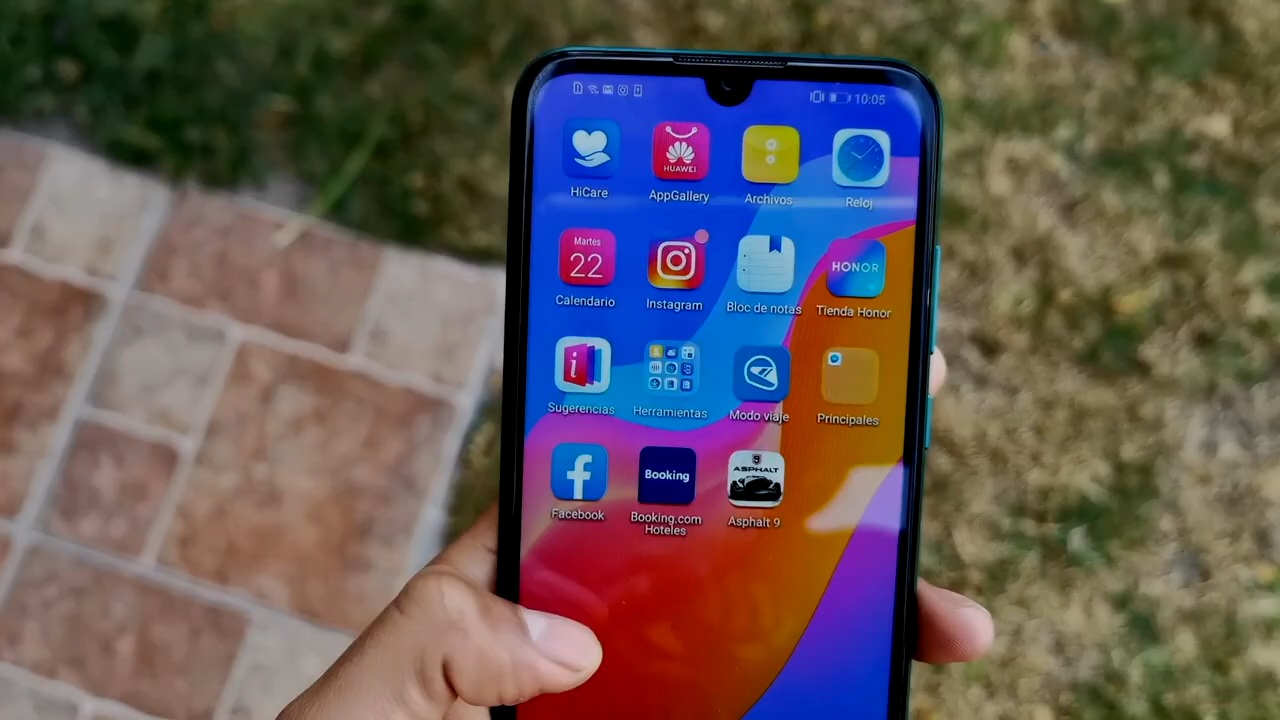 10:05
HUAWEI
HiCare
AppGallery
Archivos
Reloj
Martes
22
HONOR
Calendario
Instagram
Bloc de notas
Tienda Honor
i
Sugerencias
Herramientas
Modo viaje
Principales
f
Booking
ASPHALT
Facebook
Booking.com
Hoteles
Asphalt 9